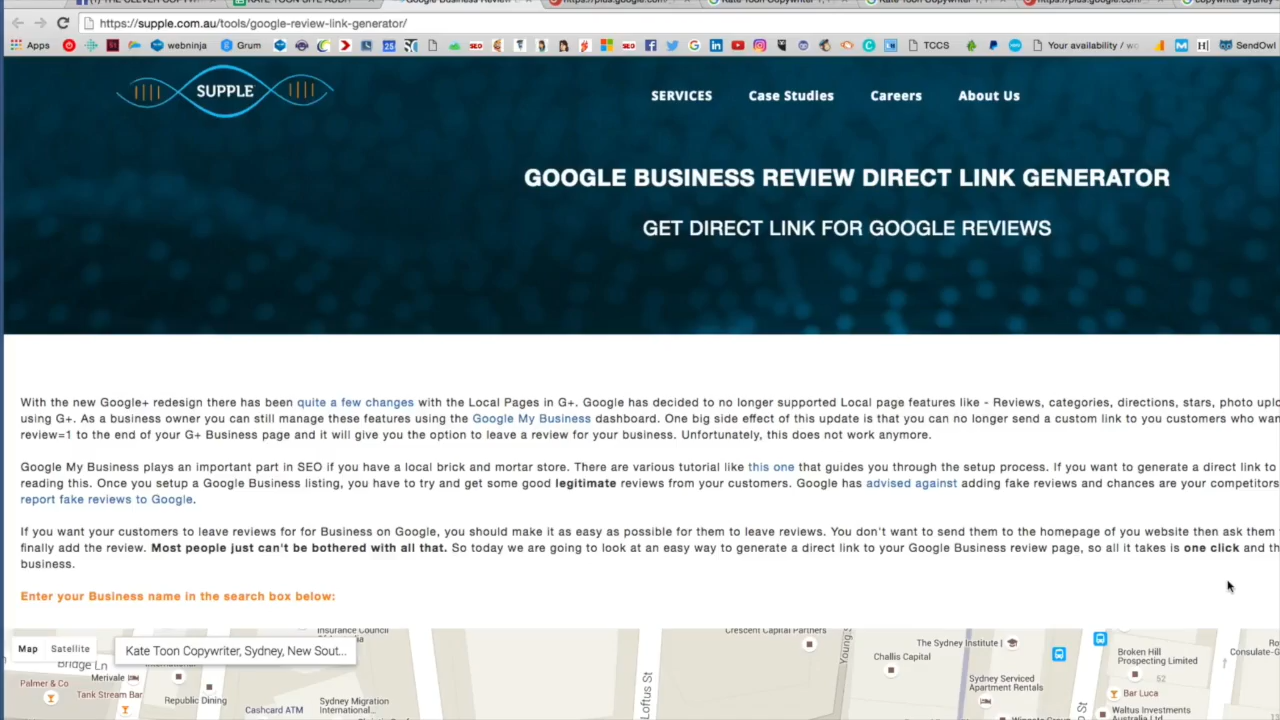 https://supple.com.au/tools/google-review-link-generator/
Apps webninja Grum TCCS Your availability / wo SendOwl
SUPPLE
SERVICES Case Studies Careers About Us
GOOGLE BUSINESS REVIEW DIRECT LINK GENERATOR
GET DIRECT LINK FOR GOOGLE REVIEWS
With the new Google+ redesign there has been quite a few changes with the Local Pages in G+. Google has decided to no longer supported Local page features like - Reviews, categories, directions, stars, photo uplo
using G+. As a business owner you can still manage these features using the Google My Business dashboard. One big side effect of this update is that you can no longer send a custom link to you customers who wan
review=1 to the end of your G+ Business page and it will give you the option to leave a review for your business. Unfortunately, this does not work anymore.
Google My Business plays an important part in SEO if you have a local brick and mortar store. There are various tutorial like this one that guides you through the setup process. If you want to generate a direct link to
reading this. Once you setup a Google Business listing, you have to try and get some good legitimate reviews from your customers. Google has advised against adding fake reviews and chances are your competitors
report fake reviews to Google.
If you want your customers to leave reviews for for Business on Google, you should make it as easy as possible for them to leave reviews. You don't want to send them to the homepage of you website then ask them
finally add the review. Most people just can't be bothered with all that. So today we are going to look at an easy way to generate a direct link to your Google Business review page, so all it takes is one click and th
business.
Enter your Business name in the search box below:
Insurance Council
Crescent Capital Partners
Map Satellite
Kate Toon Copywriter, Sydney, New Sout...
Young S
The Sydney Institute
Challis Capital
Broken Hill
Prospecting Limited
Consulate-G
Bridge Ln
Merivale
Palmer & Co
Tank Stream Bar
Republic Dining
Sydney Migration
International...
Cashcard ATM
Loftus St
Sydney Serviced
Apartment Rentals
52
Bar Luca
Waltus Investments